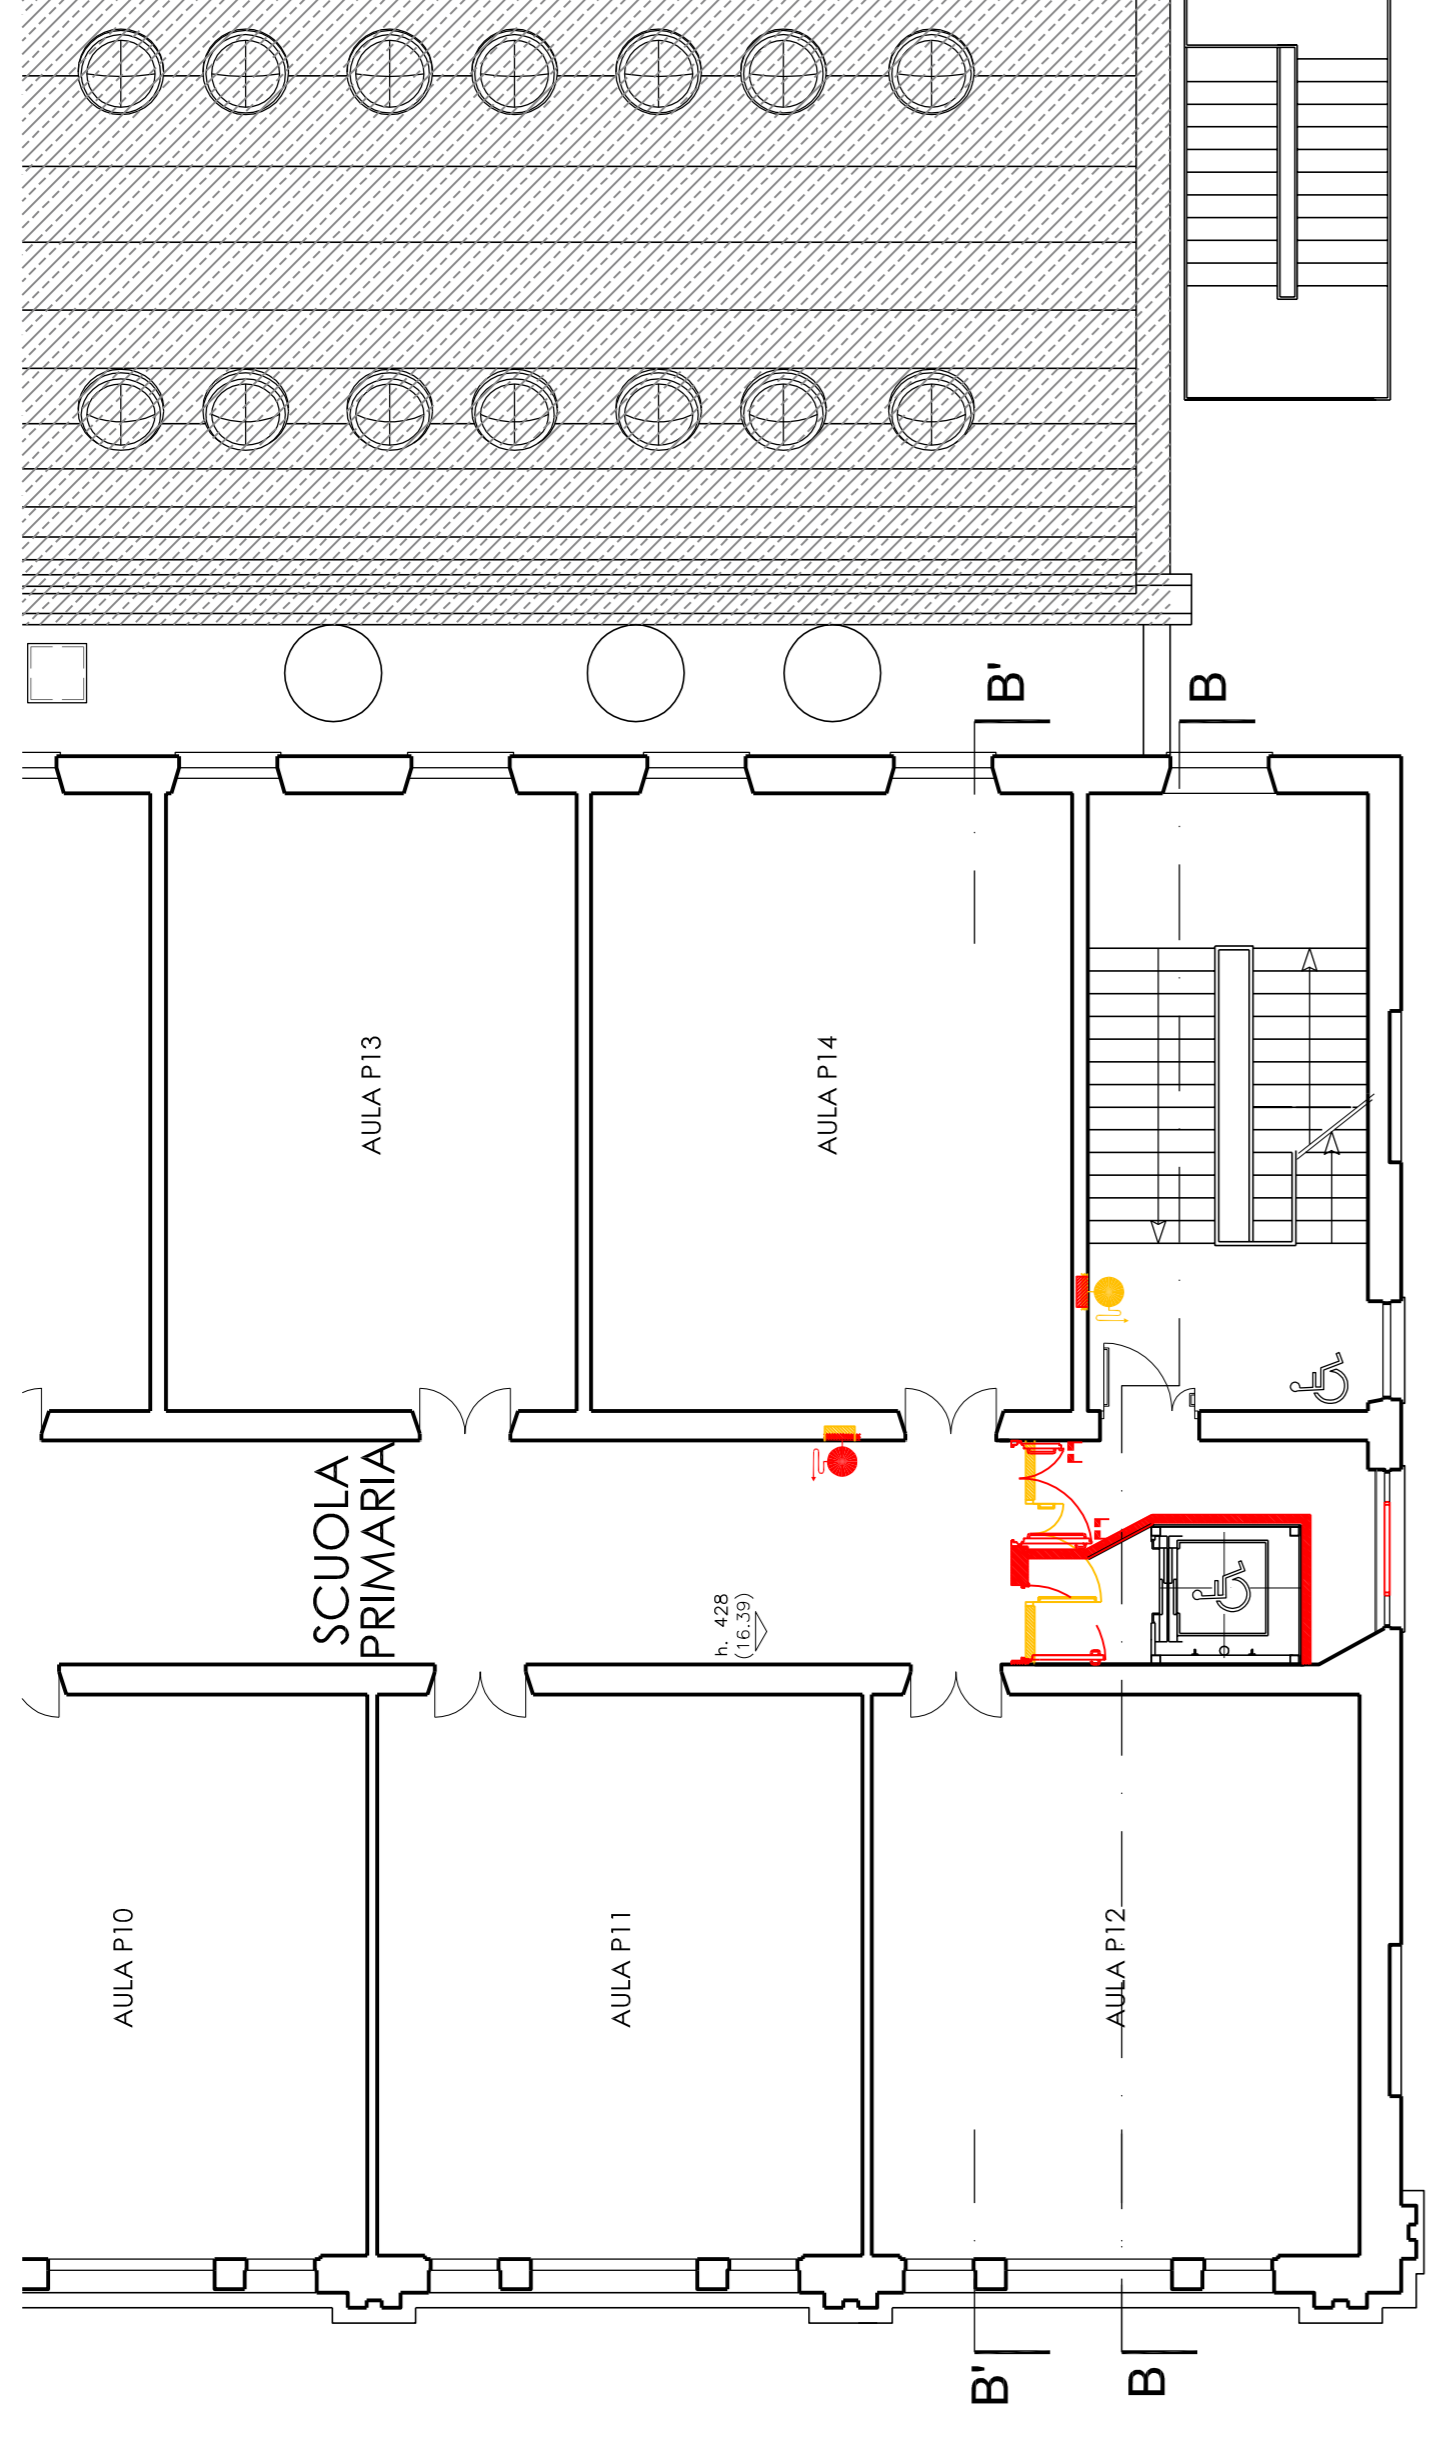 B'
B
AULA P13
AULA P14
SCUOLA
PRIMARIA
h. 428
(16.39)
AULA P10
AULA P11
AULA P12
B'
B